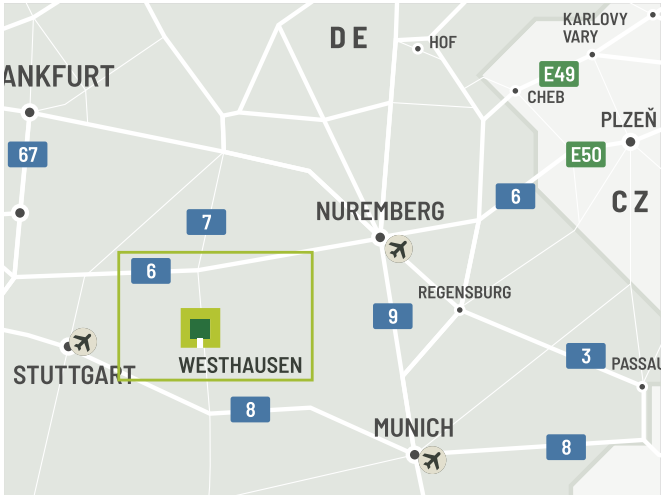 KARLOVY
VARY
DE
HOF
ANKFURT
E49
CHEB
PLZEŇ
67
E50
6
CZ
NUREMBERG
7
6
REGENSBURG
9
STUTTGART
WESTHAUSEN
3
PASSAU
8
MUNICH
8